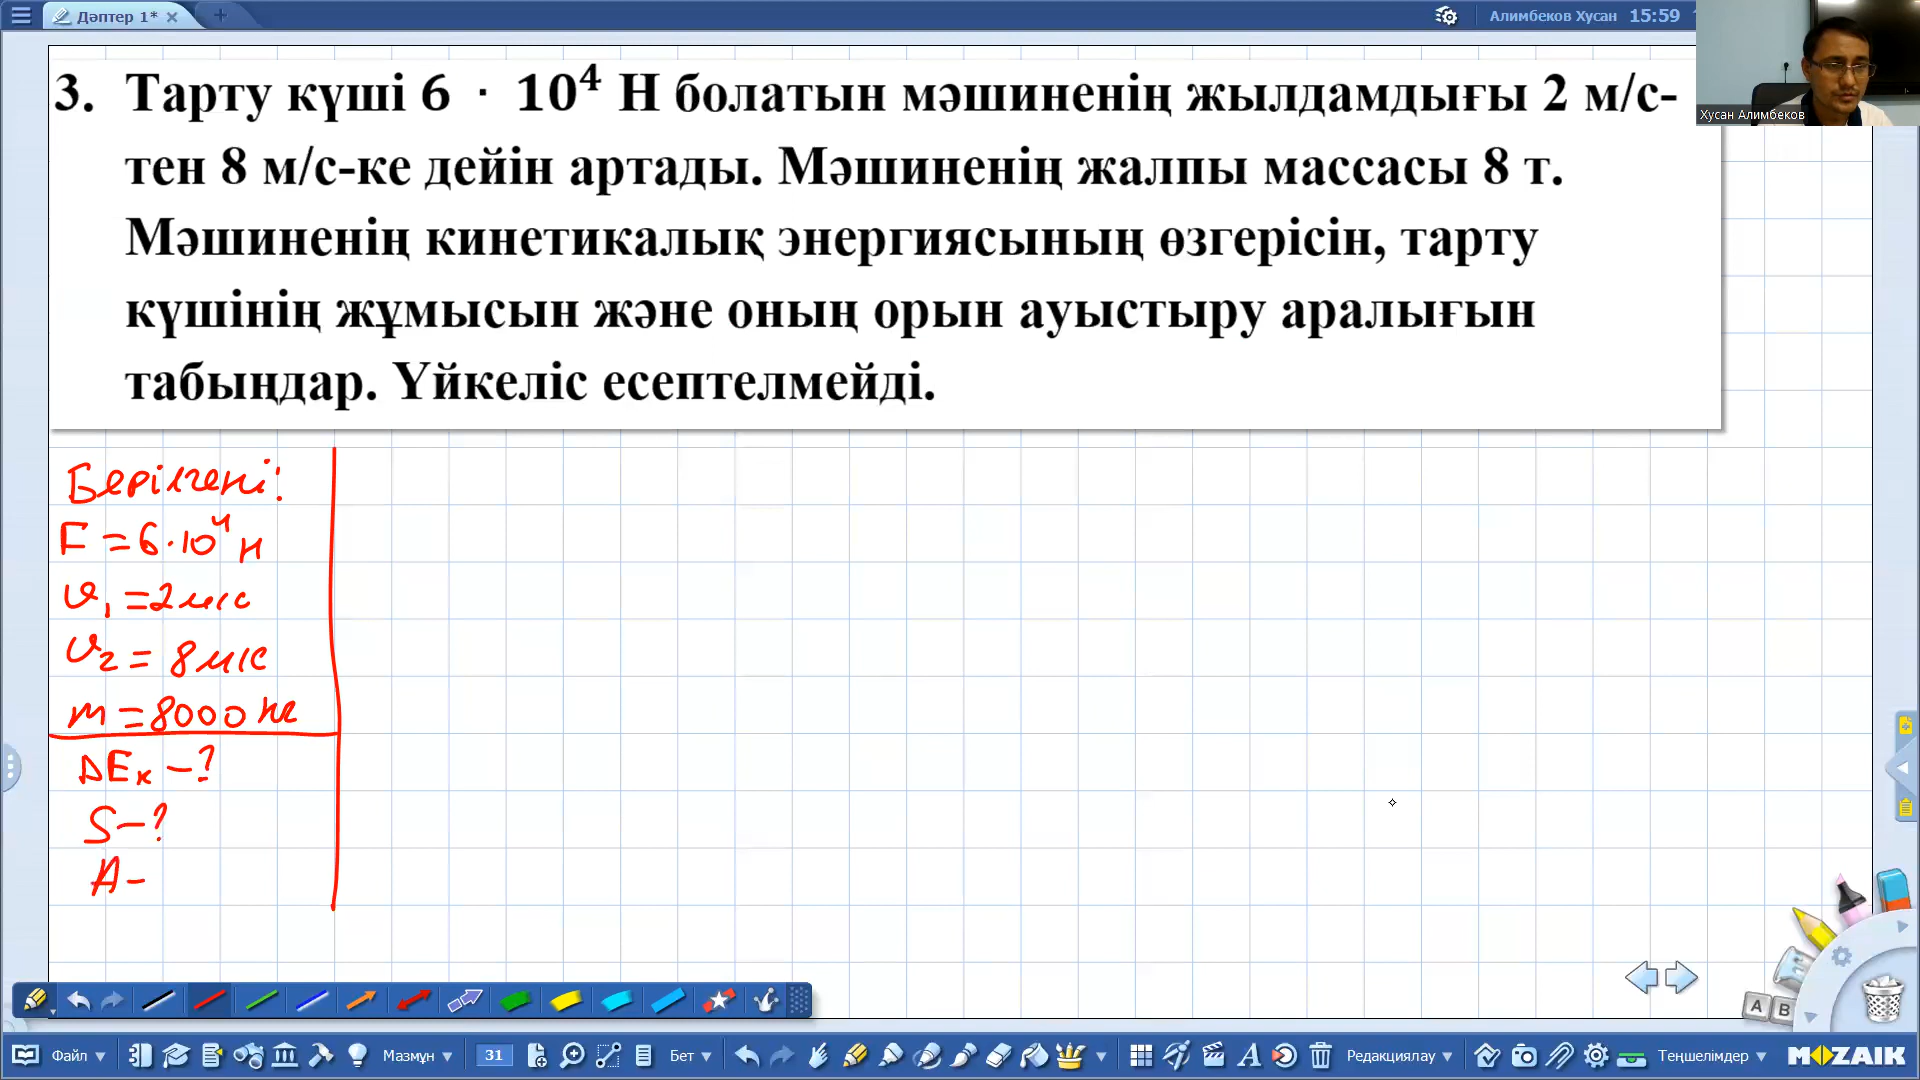 Дәптер 1*
Алимбеков Хусан 15:59
Хусан Алимбеков
3. Тарту күші 6 · 10⁴ Н болатын мәшиненің жылдамдығы 2 м/с-
тен 8 м/с-ке дейін артады. Мәшиненің жалпы массасы 8 т.
Мәшиненің кинетикалық энергиясының өзгерісін, тарту
күшінің жұмысын және оның орын ауыстыру аралығын
табыңдар. Үйкеліс есептелмейді.
Берілгені:
F = 6·10⁴ Н
υ₁ = 2 м/с
υ₂ = 8 м/с
m = 8000 кг
ΔEк –?
S –?
A –
A B
Файл Мазмұн 31 Бет A Редакциялау Теңшелімдер MOZAIK